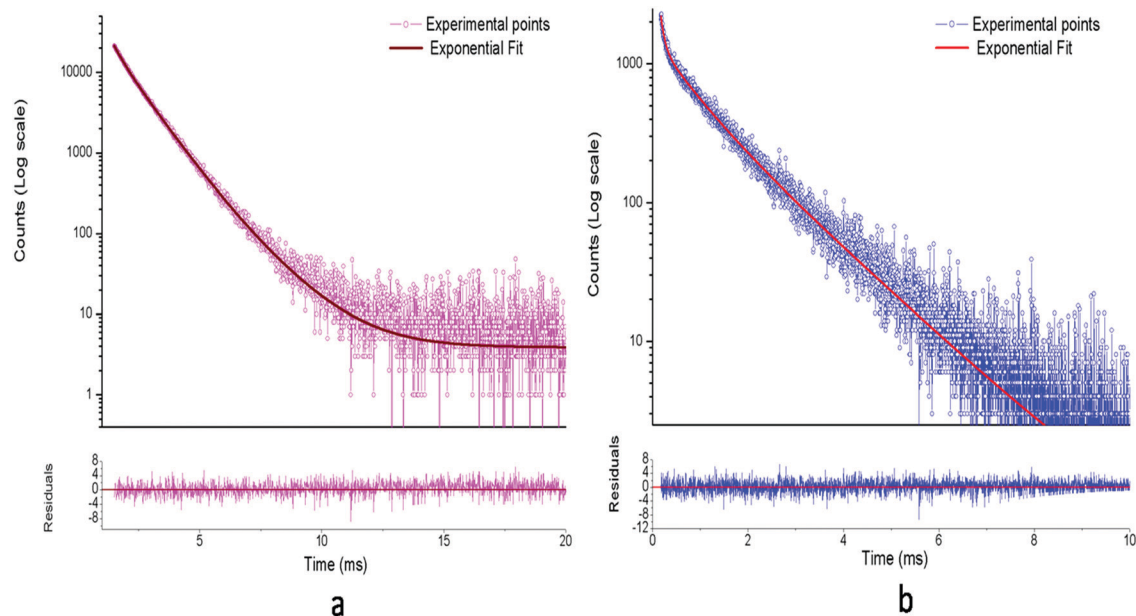 Experimental points
Exponential Fit
Counts (Log scale)
10000
1000
100
10
1
Residuals
8
4
0
-4
-8
5
10
15
20
Time (ms)
a
Experimental points
Exponential Fit
Counts (Log scale)
1000
100
10
Residuals
8
4
0
-4
-8
-12
0
2
4
6
8
10
Time (ms)
b